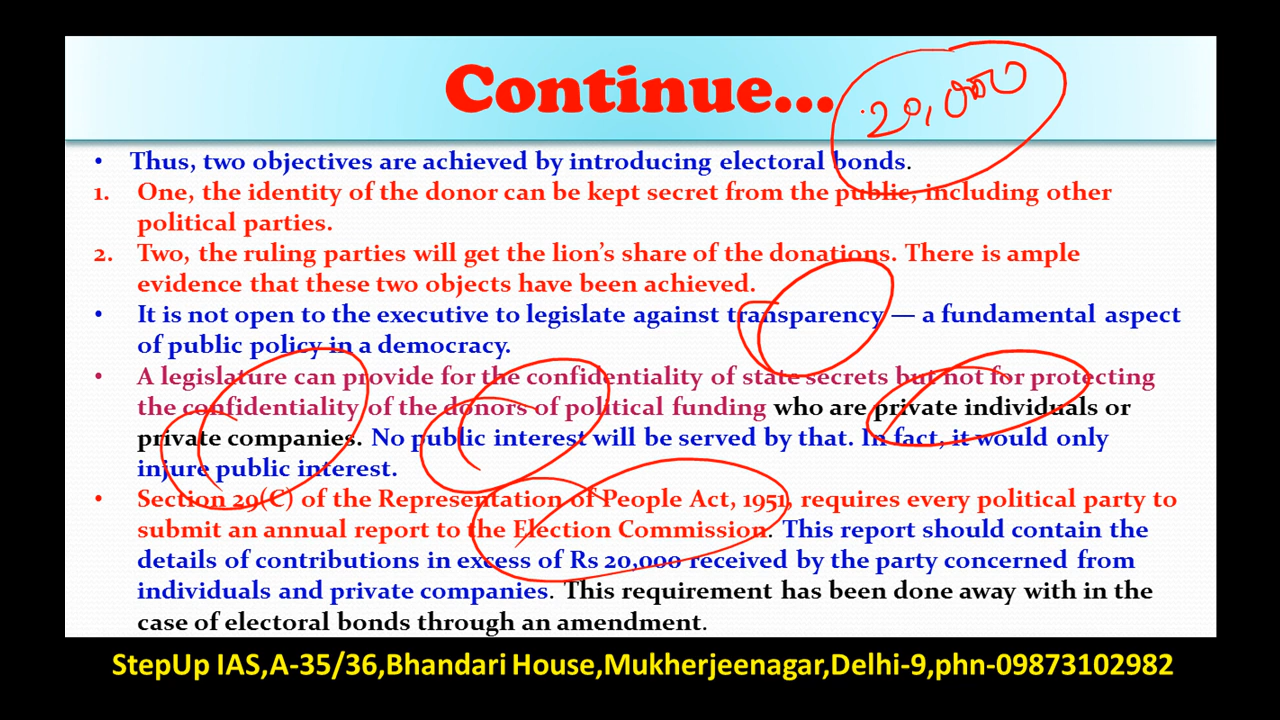 Continue...
20,000
• Thus, two objectives are achieved by introducing electoral bonds.
1. One, the identity of the donor can be kept secret from the public, including other
political parties.
2. Two, the ruling parties will get the lion’s share of the donations. There is ample
evidence that these two objects have been achieved.
• It is not open to the executive to legislate against transparency — a fundamental aspect
of public policy in a democracy.
• A legislature can provide for the confidentiality of state secrets but not for protecting
the confidentiality of the donors of political funding who are private individuals or
private companies. No public interest will be served by that. In fact, it would only
injure public interest.
• Section 29(C) of the Representation of People Act, 1951, requires every political party to
submit an annual report to the Election Commission. This report should contain the
details of contributions in excess of Rs 20,000 received by the party concerned from
individuals and private companies. This requirement has been done away with in the
case of electoral bonds through an amendment.
StepUp IAS,A-35/36,Bhandari House,Mukherjeenagar,Delhi-9,phn-09873102982